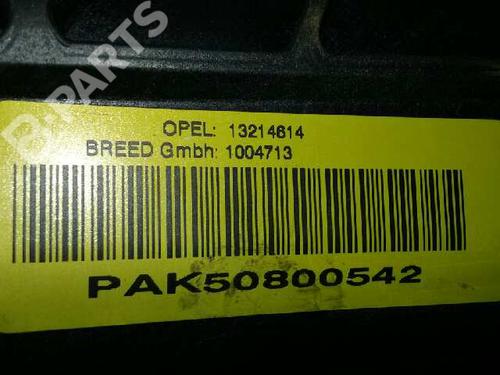 B-PARTS
OPEL: 13214614
BREED Gmbh: 1004713
PAK50800542